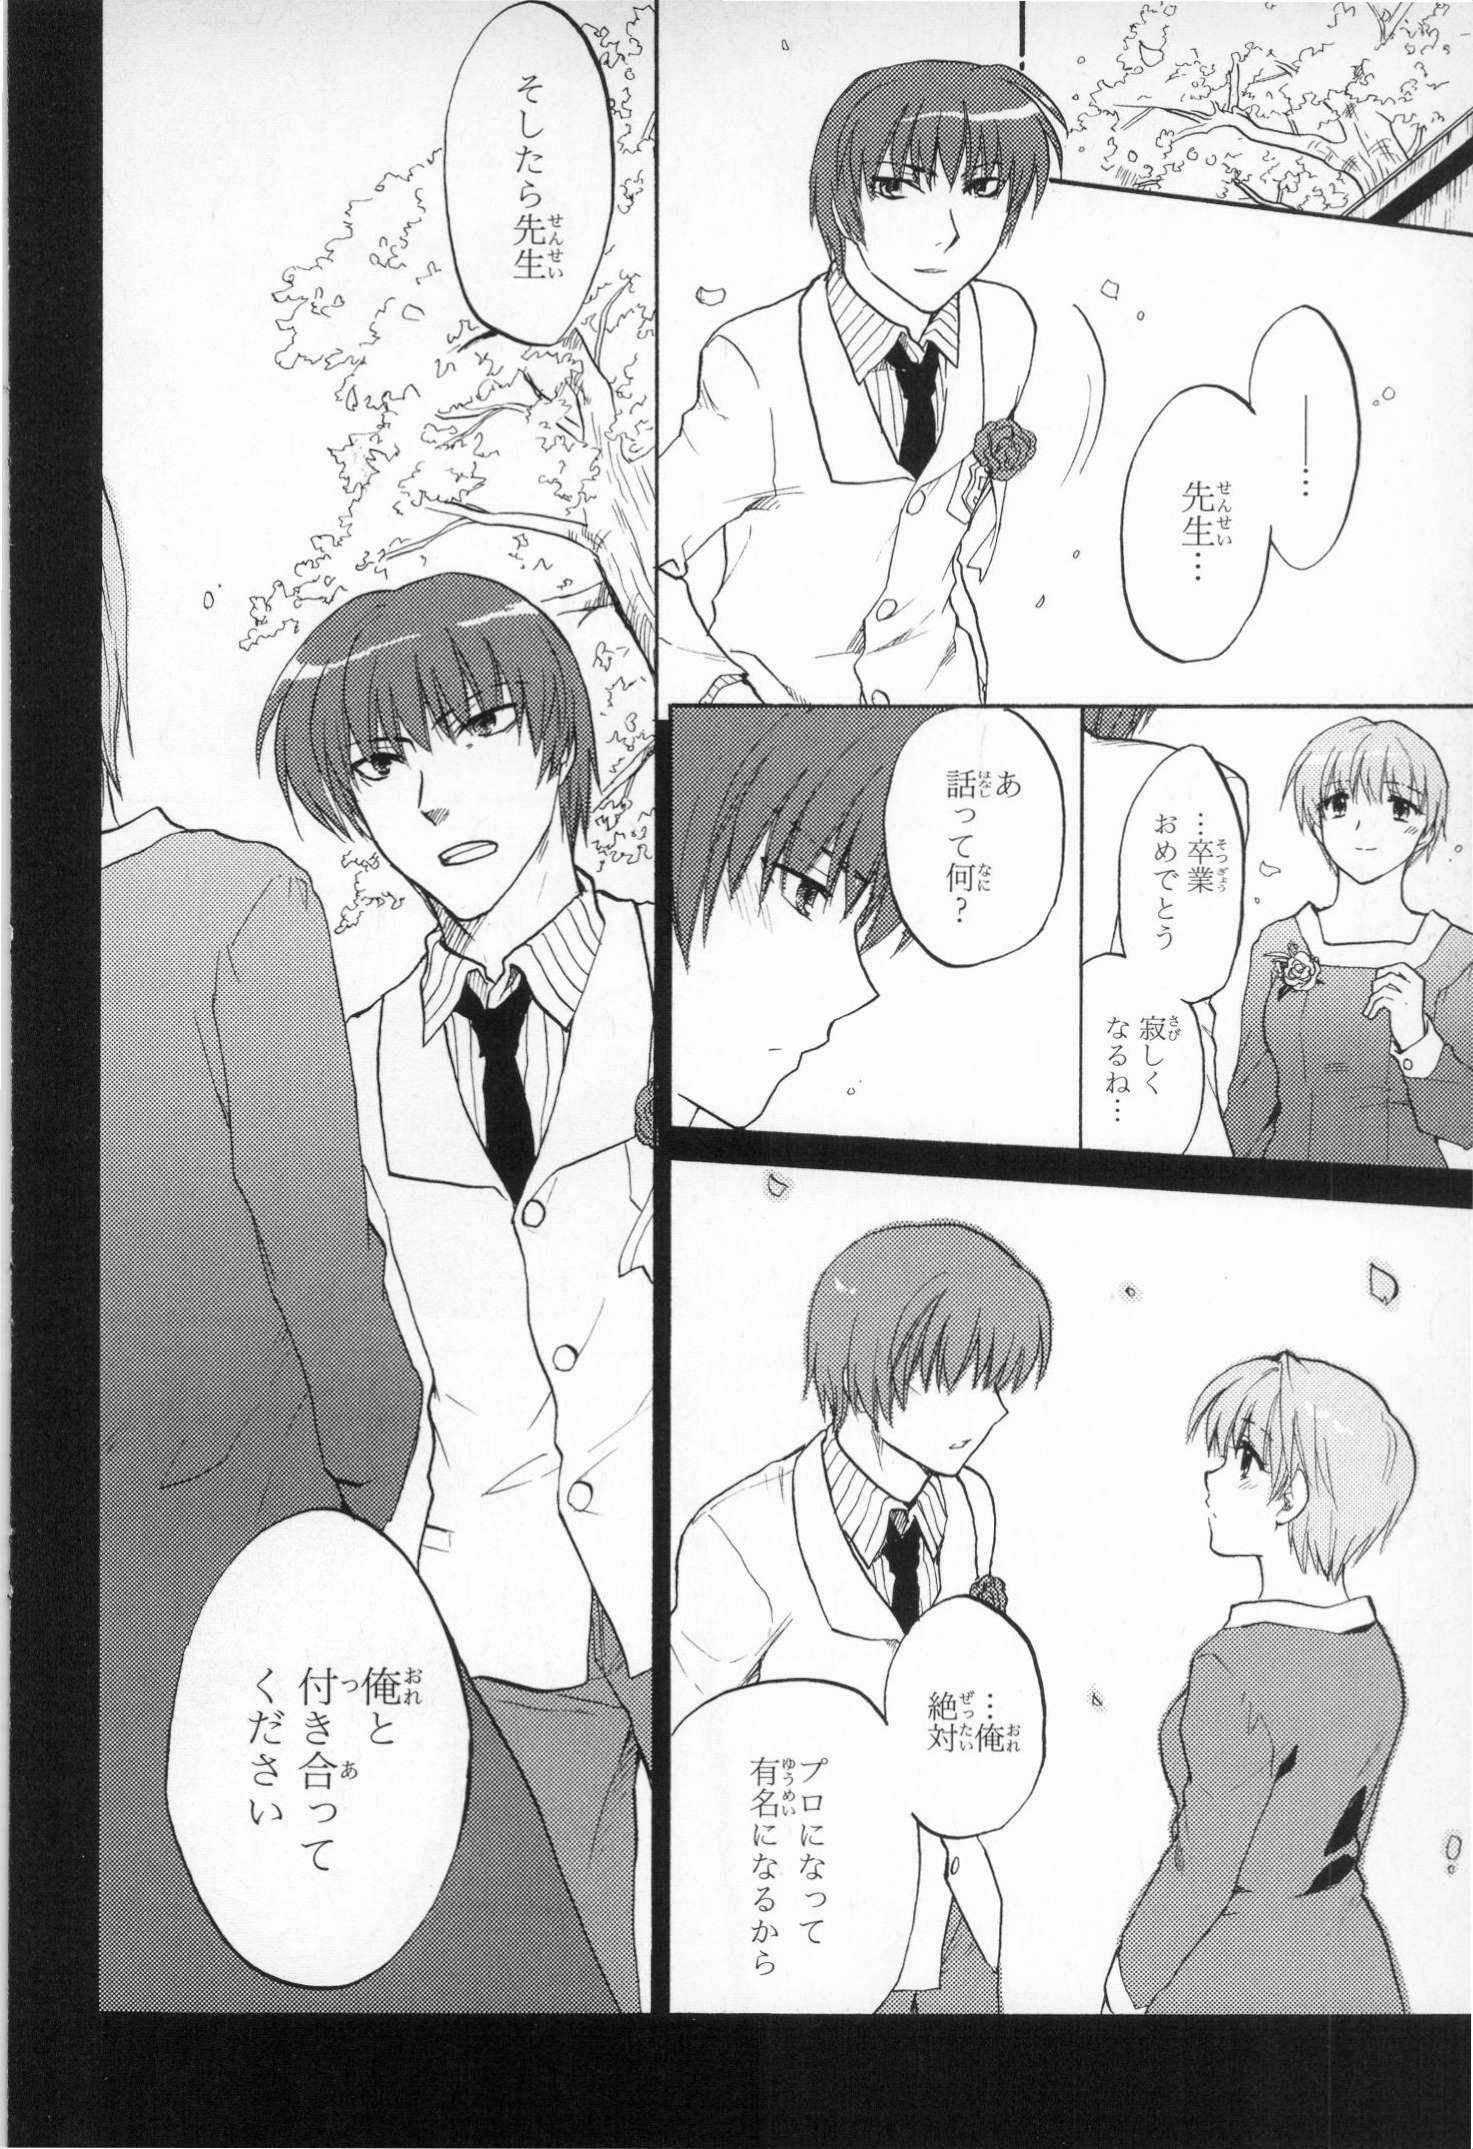 ―……
先生…
…卒業
おめでとう
寂しく
なるね…
あ
話って何?
…俺
絶対
プロになって
有名になるから
そしたら先生
俺と
付き合って
ください